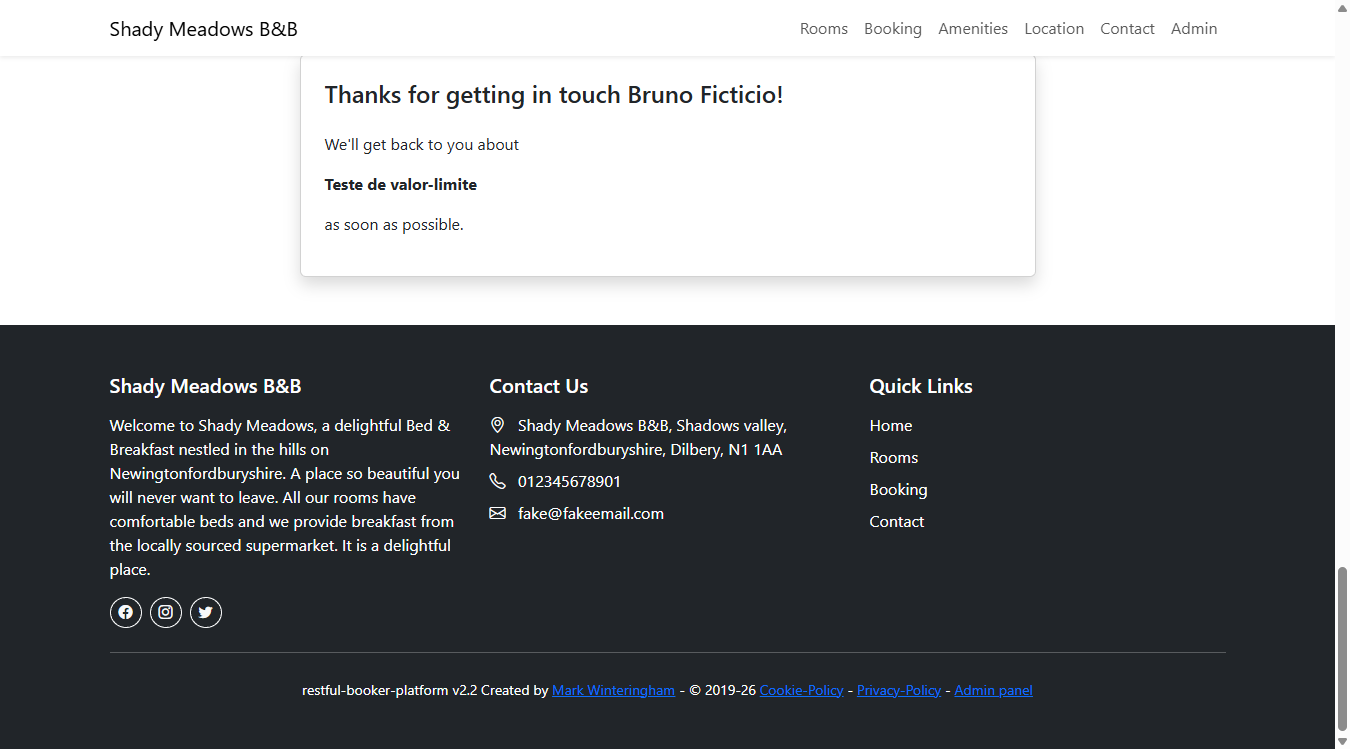 Shady Meadows B&B
Rooms Booking Amenities Location Contact Admin
Thanks for getting in touch Bruno Ficticio!
We'll get back to you about
Teste de valor-limite
as soon as possible.
Shady Meadows B&B
Welcome to Shady Meadows, a delightful Bed &
Breakfast nestled in the hills on
Newingtonfordburyshire. A place so beautiful you
will never want to leave. All our rooms have
comfortable beds and we provide breakfast from
the locally sourced supermarket. It is a delightful
place.
Contact Us
Shady Meadows B&B, Shadows valley,
Newingtonfordburyshire, Dilbery, N1 1AA
012345678901
fake@fakeemail.com
Quick Links
Home
Rooms
Booking
Contact
restful-booker-platform v2.2 Created by Mark Winteringham - © 2019-26 Cookie-Policy - Privacy-Policy - Admin panel